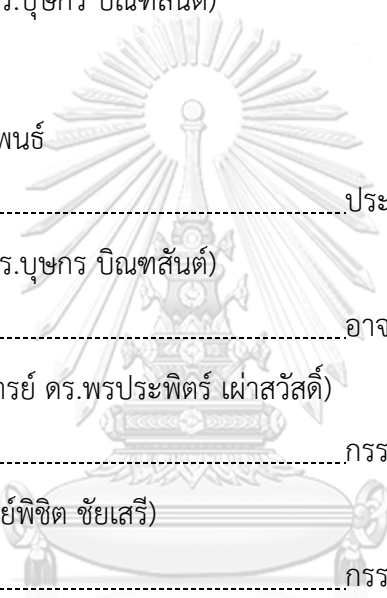 ร.บุษกร บิณฑสันต์)
พนธ์
ประ
ร.บุษกร บิณฑสันต์)
อาจ
ารย์ ดร.พรประพิตร์ เผ่าสวัสดิ์)
กรร
ย์พิชิต ชัยเสรี)
กรร